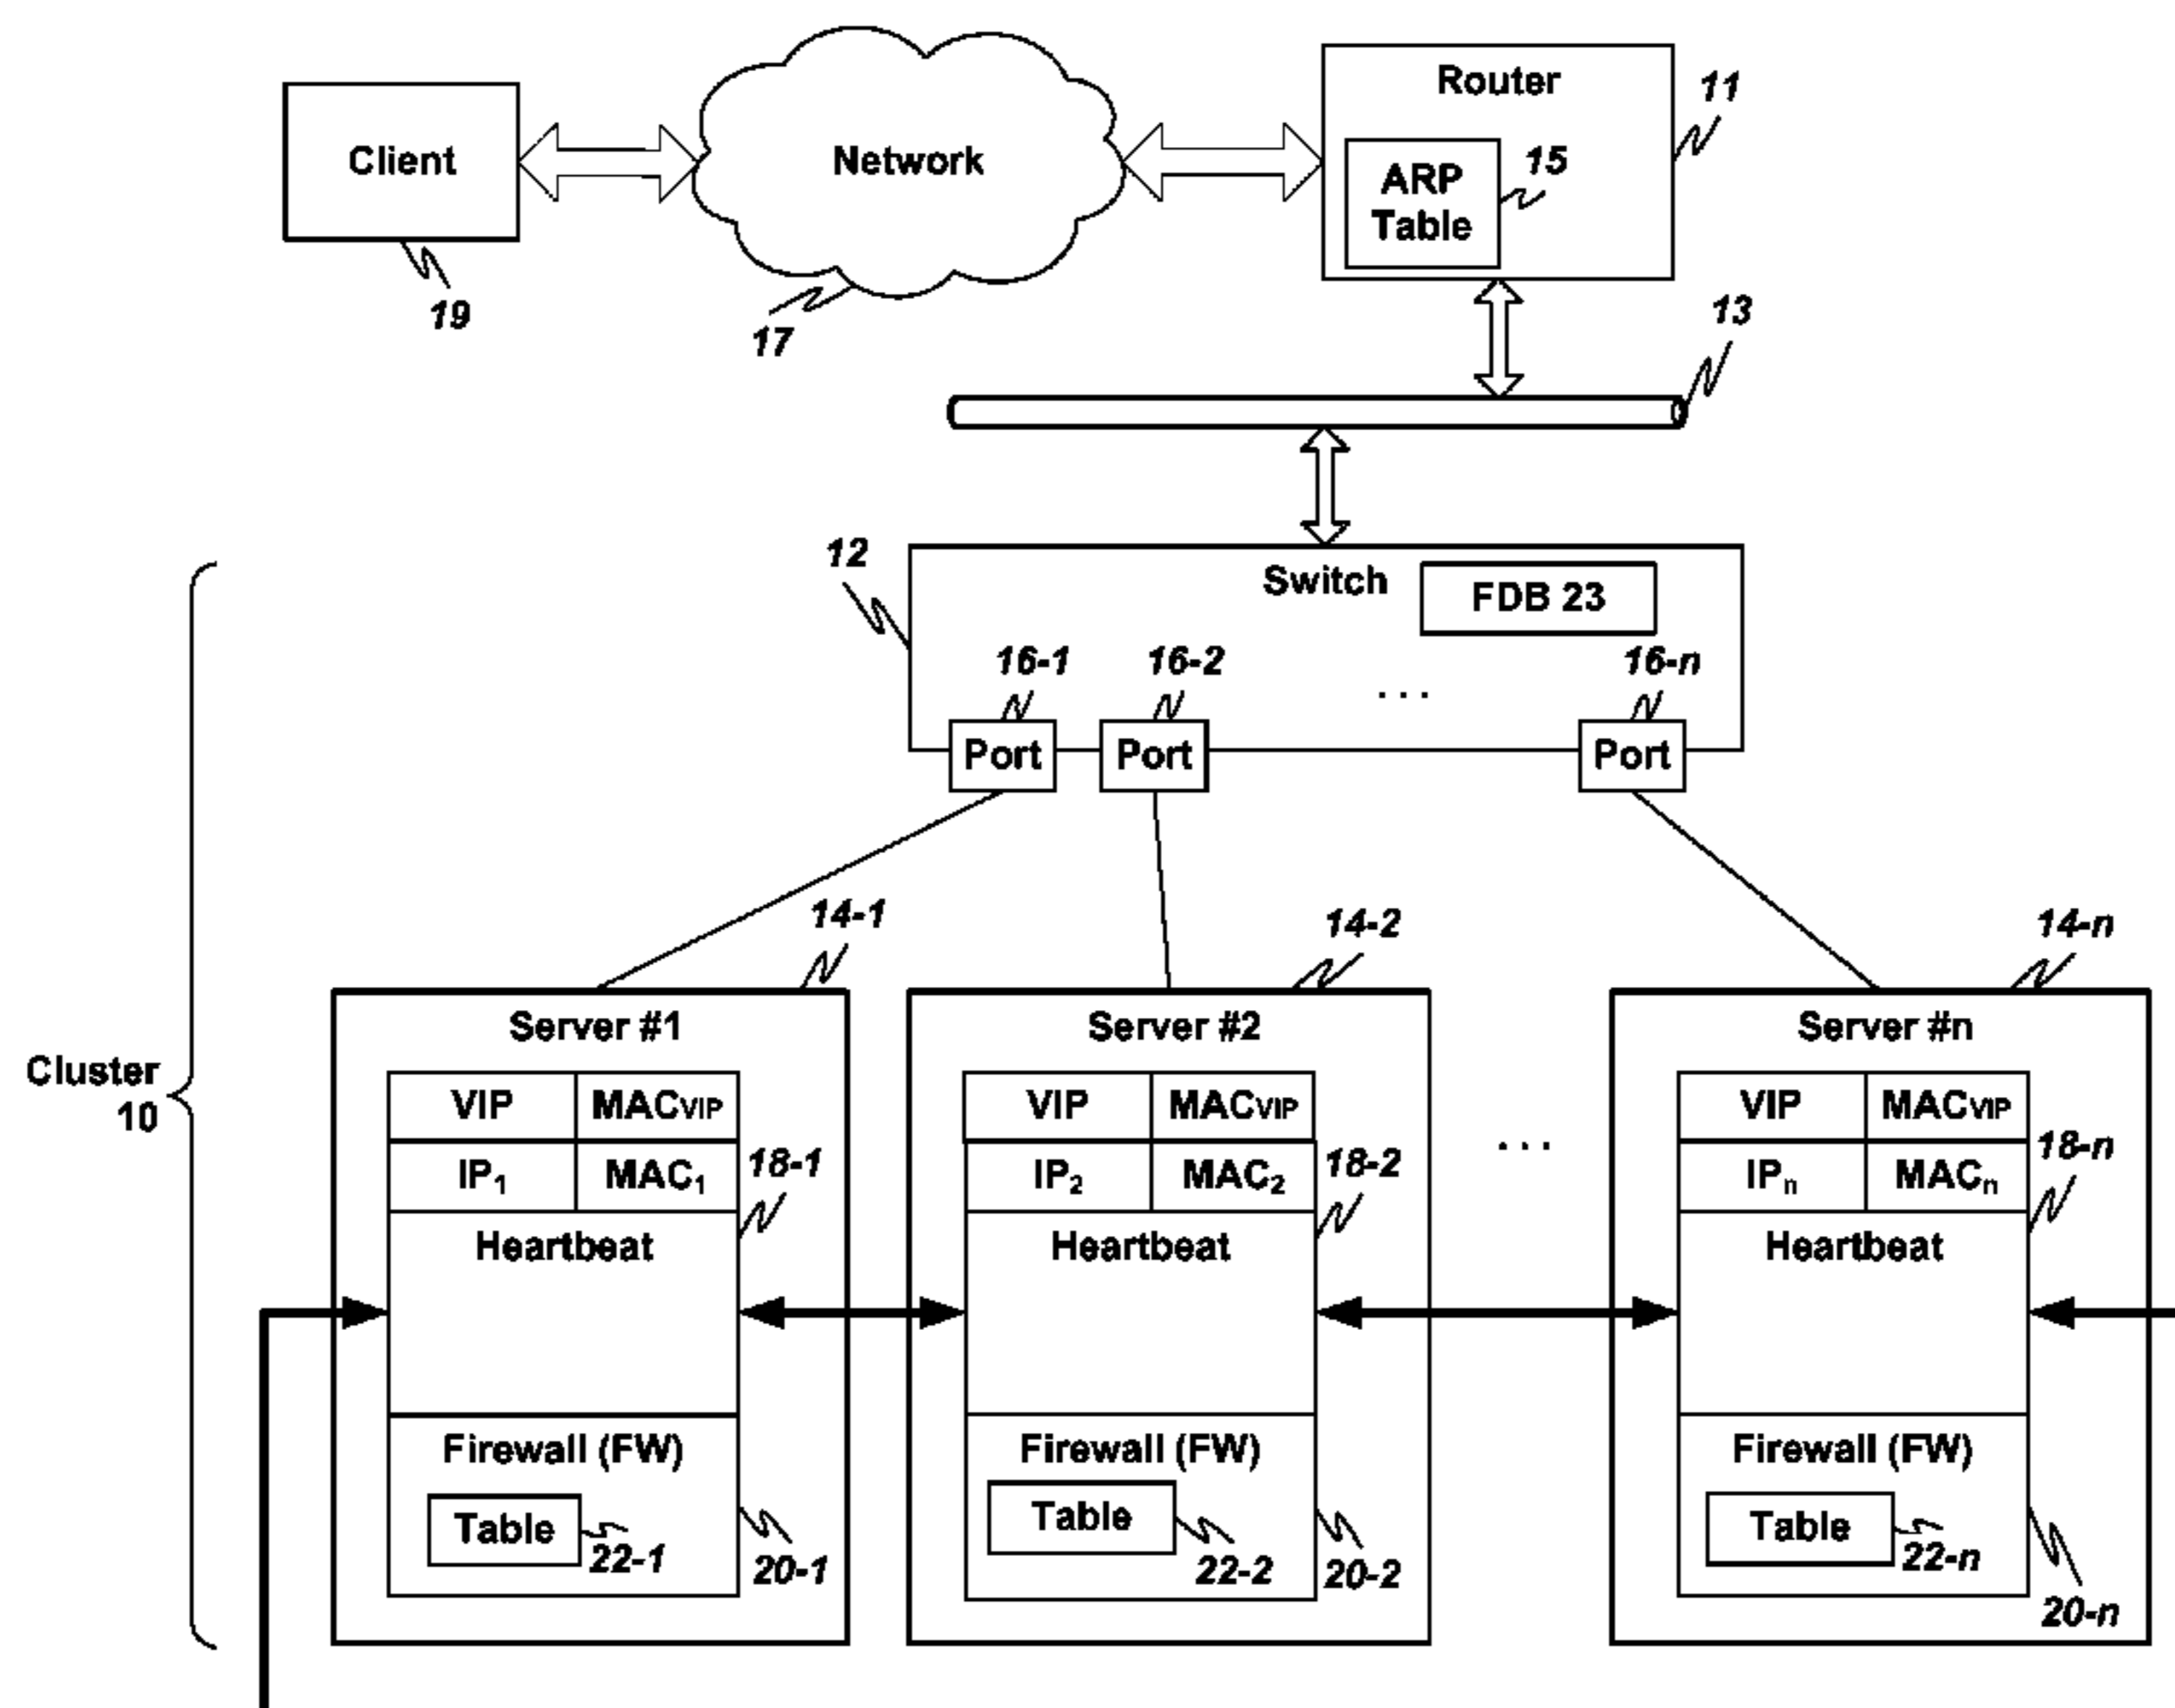 Router
11
Client
Network
15
ARP
Table
19
17
13
12
Switch
FDB 23
16-1
16-2
16-n
...
Port
Port
Port
14-1
14-2
14-n
Server #1
Server #2
Server #n
Cluster
10
VIP
MACVIP
VIP
MACVIP
VIP
MACVIP
IP1
MAC1
18-1
IP2
MAC2
18-2
...
IPn
MACn
18-n
Heartbeat
Heartbeat
Heartbeat
Firewall (FW)
Firewall (FW)
Firewall (FW)
Table
22-1
20-1
Table
22-2
20-2
Table
22-n
20-n